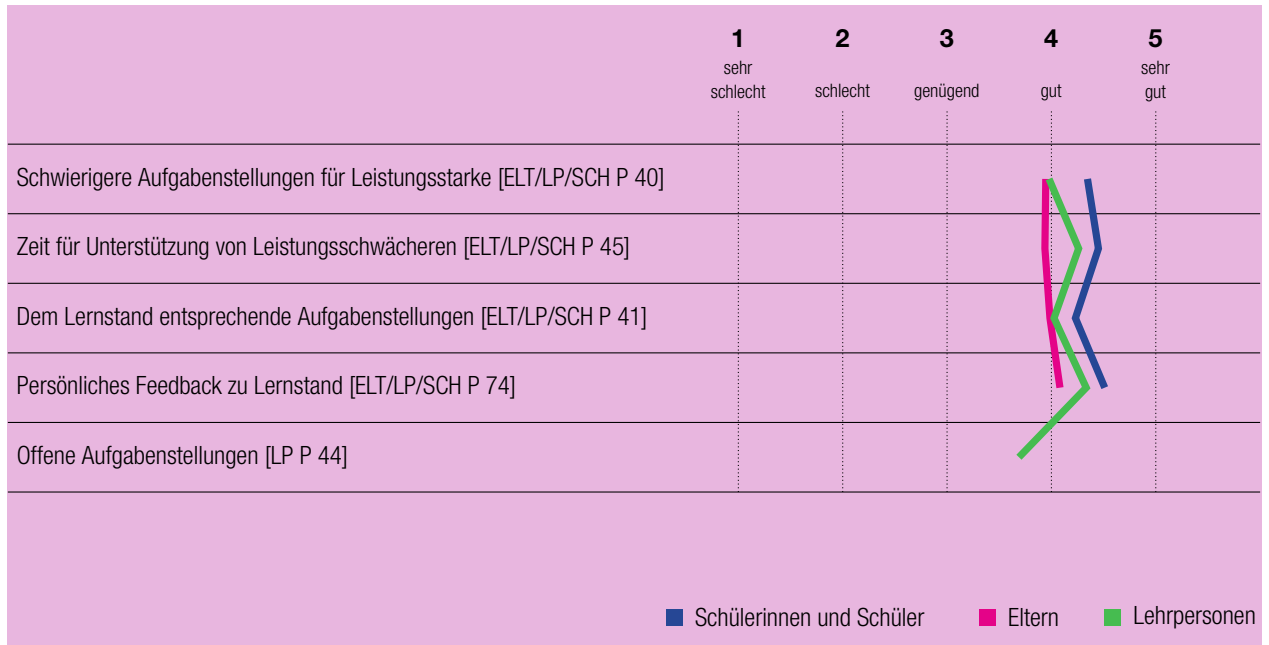 1 2 3 4 5
sehr schlecht schlecht genügend gut sehr gut
Schwierigere Aufgabenstellungen für Leistungsstarke [ELT/LP/SCH P 40]
Zeit für Unterstützung von Leistungsschwächeren [ELT/LP/SCH P 45]
Dem Lernstand entsprechende Aufgabenstellungen [ELT/LP/SCH P 41]
Persönliches Feedback zu Lernstand [ELT/LP/SCH P 74]
Offene Aufgabenstellungen [LP P 44]
Schülerinnen und Schüler Eltern Lehrpersonen